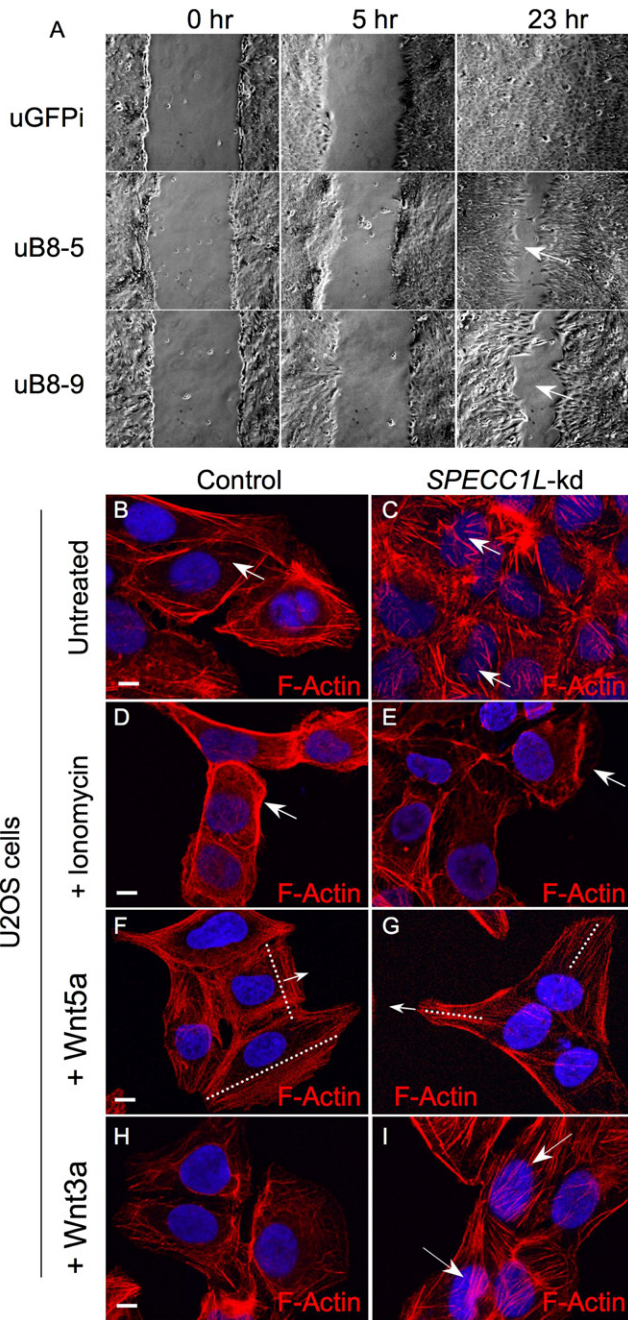 A
0 hr 5 hr 23 hr
uGFPi
uB8-5
uB8-9
Control SPECC1L-kd
U2OS cells
Untreated
B F-Actin
C F-Actin
+ Ionomycin
D F-Actin
E F-Actin
+ Wnt5a
F F-Actin
G F-Actin
+ Wnt3a
H F-Actin
I F-Actin